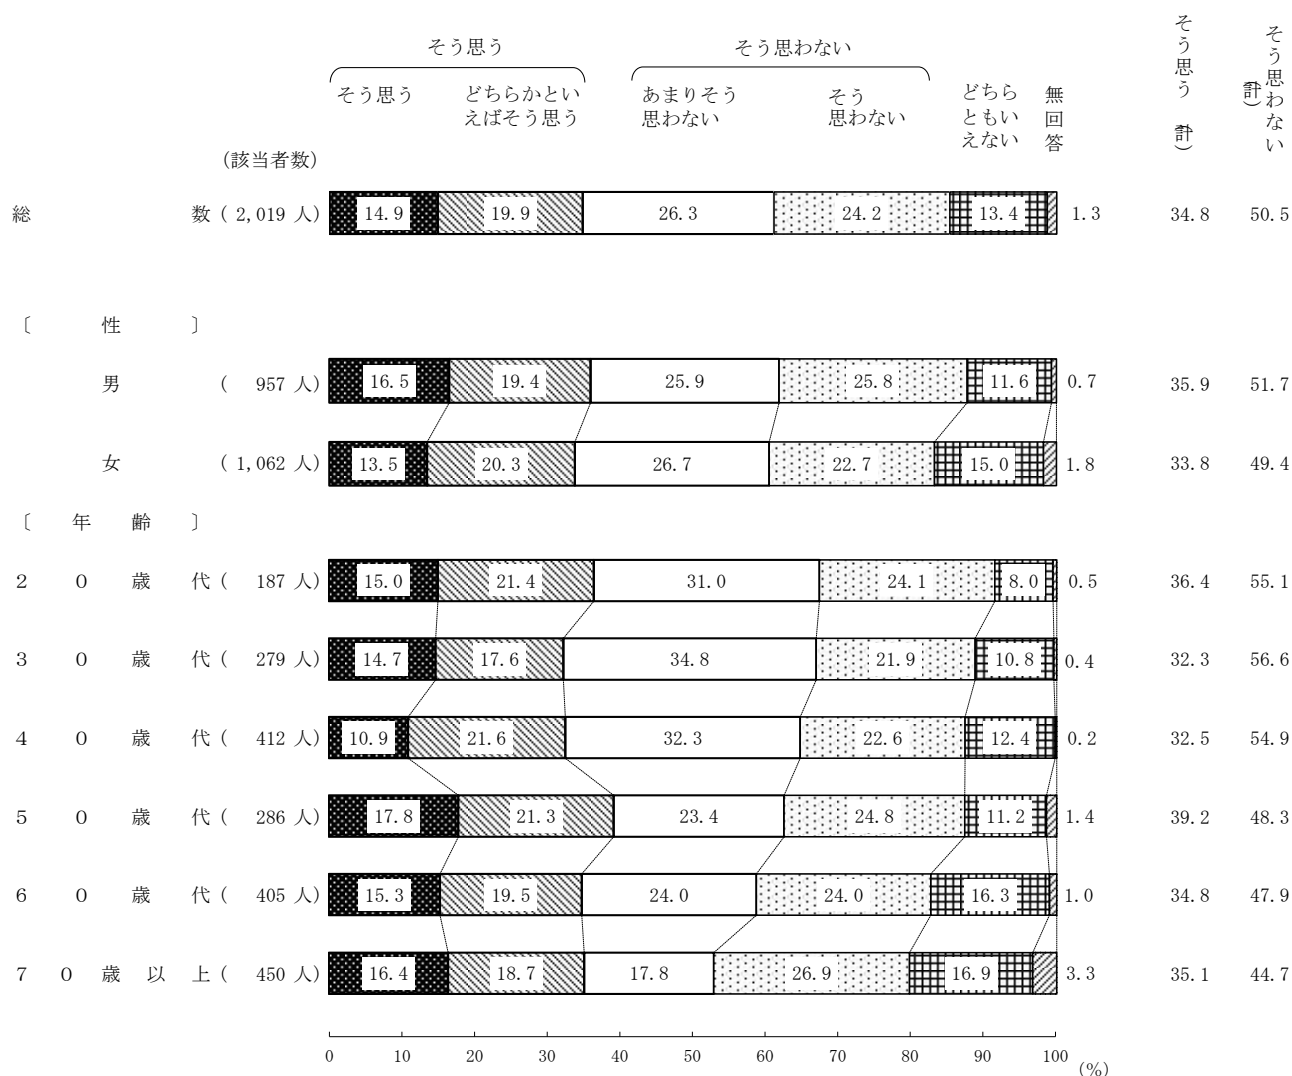 そう思う
そう思わない
そう思う
どちらかとい
えばそう思う
あまりそう
思わない
そう
思わない
どちら
ともい
えない
無回答
そう思う（計）
そう思わない（計）
（該当者数）
総 数 ( 2,019 人) 14.9 19.9 26.3 24.2 13.4 1.3 34.8 50.5
〔 性 〕
男 ( 957 人) 16.5 19.4 25.9 25.8 11.6 0.7 35.9 51.7
女 ( 1,062 人) 13.5 20.3 26.7 22.7 15.0 1.8 33.8 49.4
〔 年 齢 〕
２ ０ 歳 代 ( 187 人) 15.0 21.4 31.0 24.1 8.0 0.5 36.4 55.1
３ ０ 歳 代 ( 279 人) 14.7 17.6 34.8 21.9 10.8 0.4 32.3 56.6
４ ０ 歳 代 ( 412 人) 10.9 21.6 32.3 22.6 12.4 0.2 32.5 54.9
５ ０ 歳 代 ( 286 人) 17.8 21.3 23.4 24.8 11.2 1.4 39.2 48.3
６ ０ 歳 代 ( 405 人) 15.3 19.5 24.0 24.0 16.3 1.0 34.8 47.9
７ ０ 歳 以 上 ( 450 人) 16.4 18.7 17.8 26.9 16.9 3.3 35.1 44.7
0 10 20 30 40 50 60 70 80 90 100
(%)